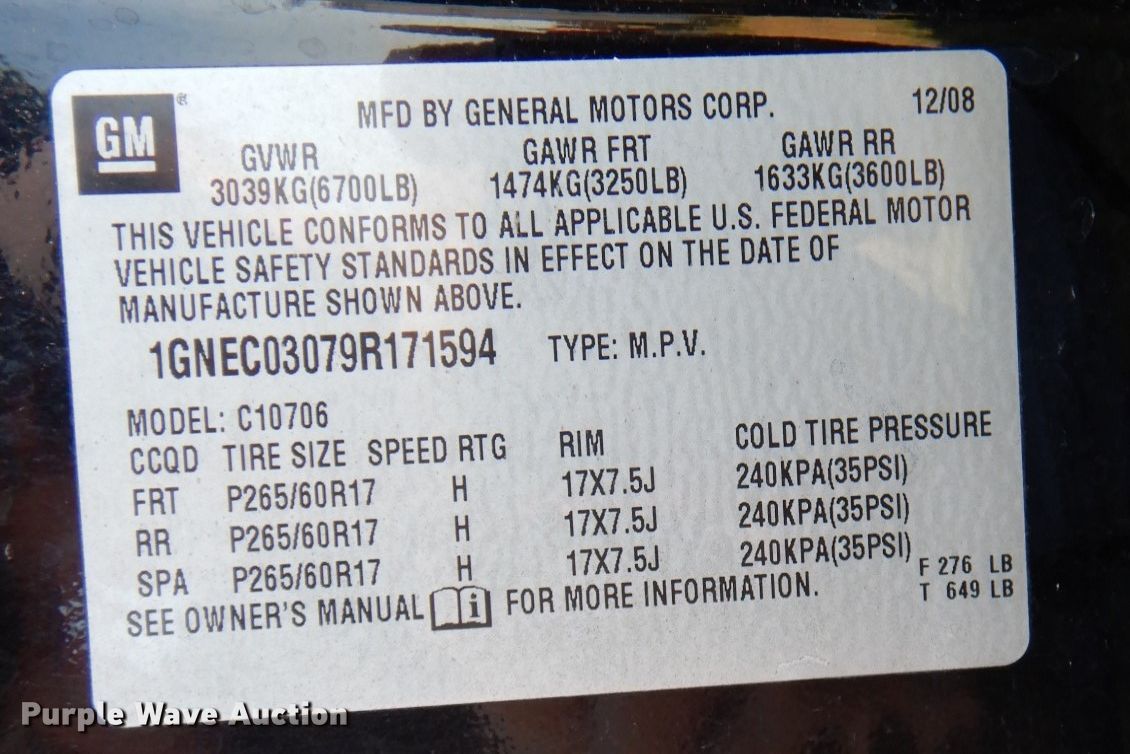 GM ® MFD BY GENERAL MOTORS CORP. 12/08
GVWR GAWR FRT GAWR RR
3039KG(6700LB) 1474KG(3250LB) 1633KG(3600LB)
THIS VEHICLE CONFORMS TO ALL APPLICABLE U.S. FEDERAL MOTOR
VEHICLE SAFETY STANDARDS IN EFFECT ON THE DATE OF
MANUFACTURE SHOWN ABOVE.
1GNEC03079R171594 TYPE: M.P.V.
MODEL: C10706
CCQD TIRE SIZE SPEED RTG RIM COLD TIRE PRESSURE
FRT P265/60R17 H 17X7.5J 240KPA(35PSI)
RR P265/60R17 H 17X7.5J 240KPA(35PSI)
SPA P265/60R17 H 17X7.5J 240KPA(35PSI) F 276 LB
SEE OWNER'S MANUAL i FOR MORE INFORMATION. T 649 LB
Purple Wave Auction